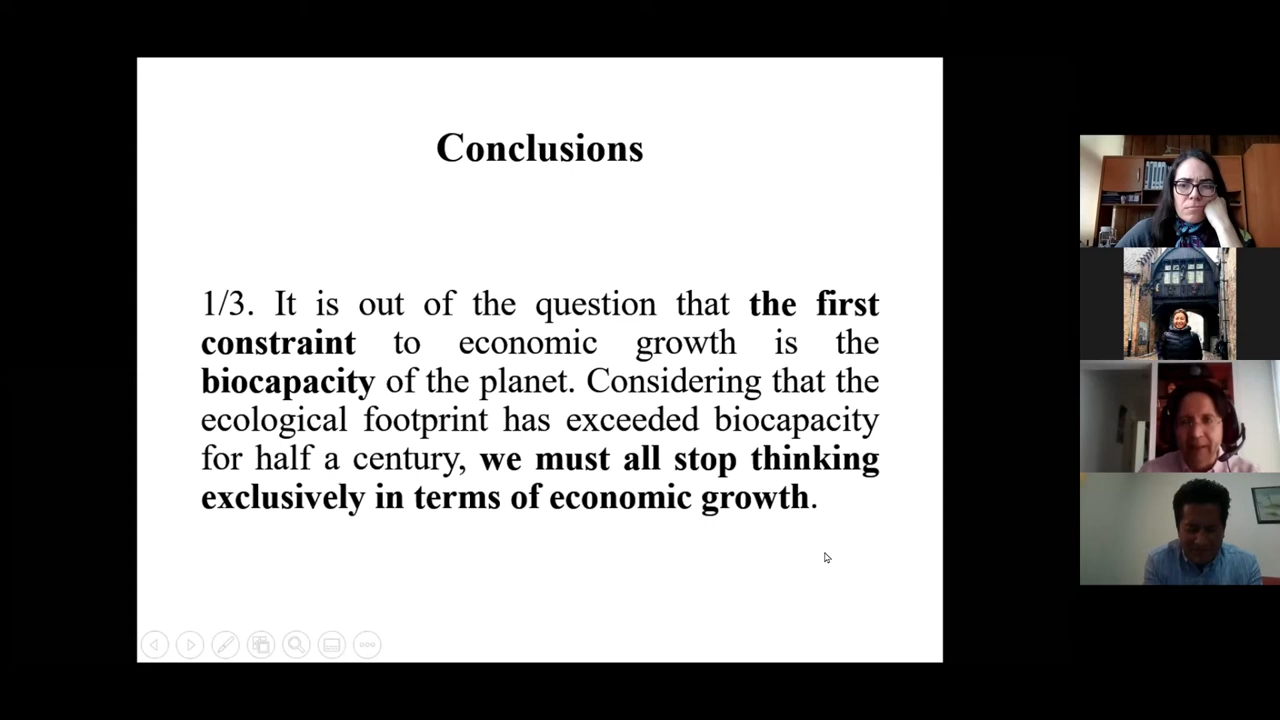 Conclusions
1/3. It is out of the question that the first
constraint to economic growth is the
biocapacity of the planet. Considering that the
ecological footprint has exceeded biocapacity
for half a century, we must all stop thinking
exclusively in terms of economic growth.